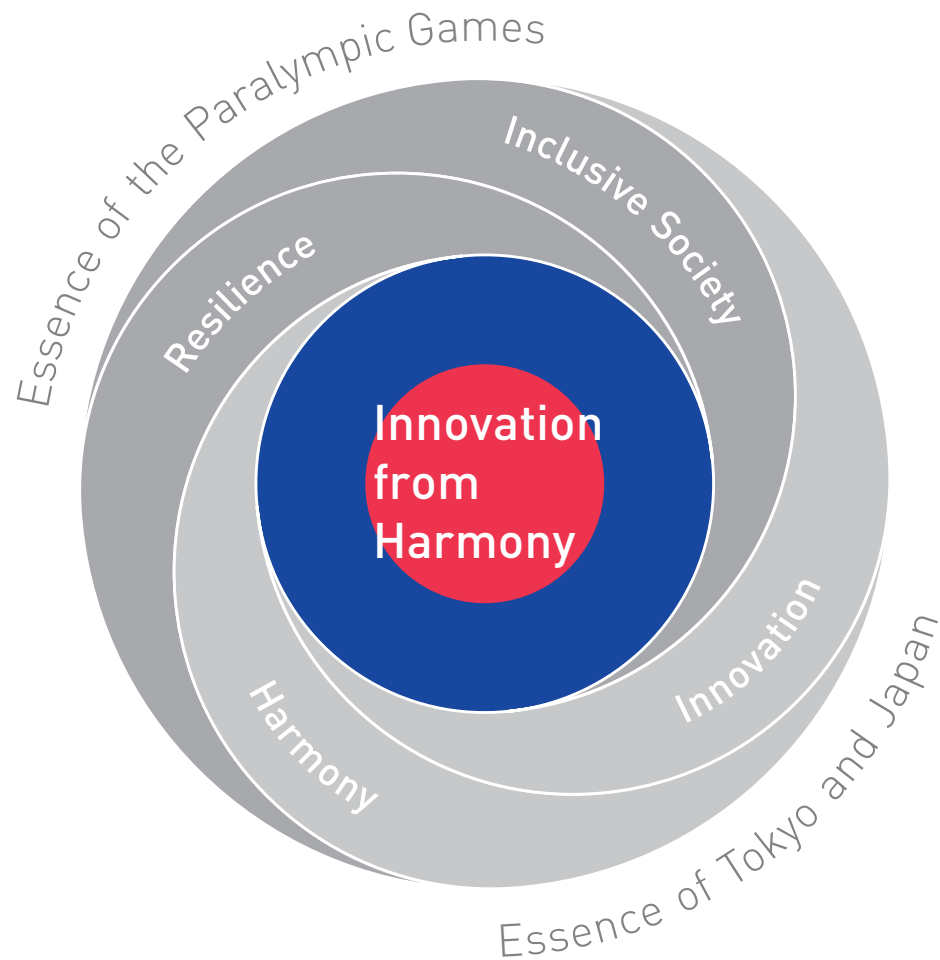 Essence of the Paralympic Games
Inclusive Society
Resilience
Innovation
from
Harmony
Innovation
Harmony
Essence of Tokyo and Japan